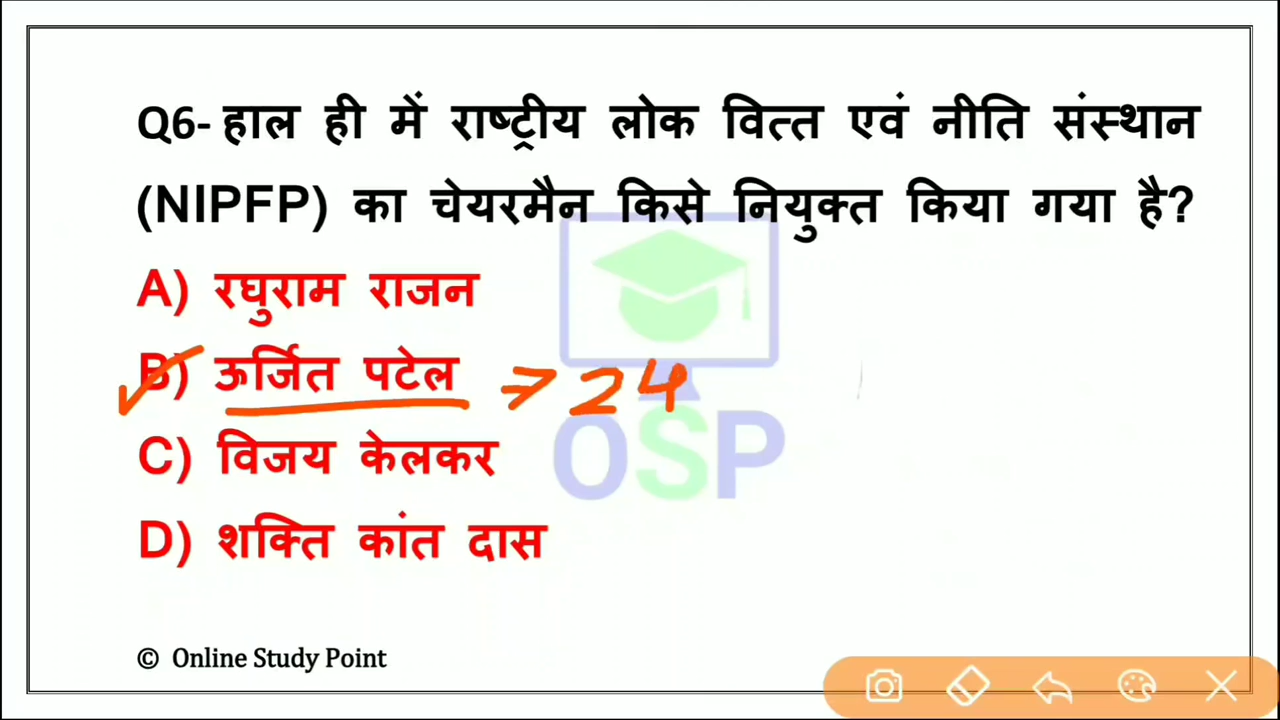 Q6- हाल ही में राष्ट्रीय लोक वित्त एवं नीति संस्थान
(NIPFP) का चेयरमैन किसे नियुक्त किया गया है?
A) रघुराम राजन
B) ऊर्जित पटेल → 24
C) विजय केलकर
OSP
D) शक्ति कांत दास
© Online Study Point